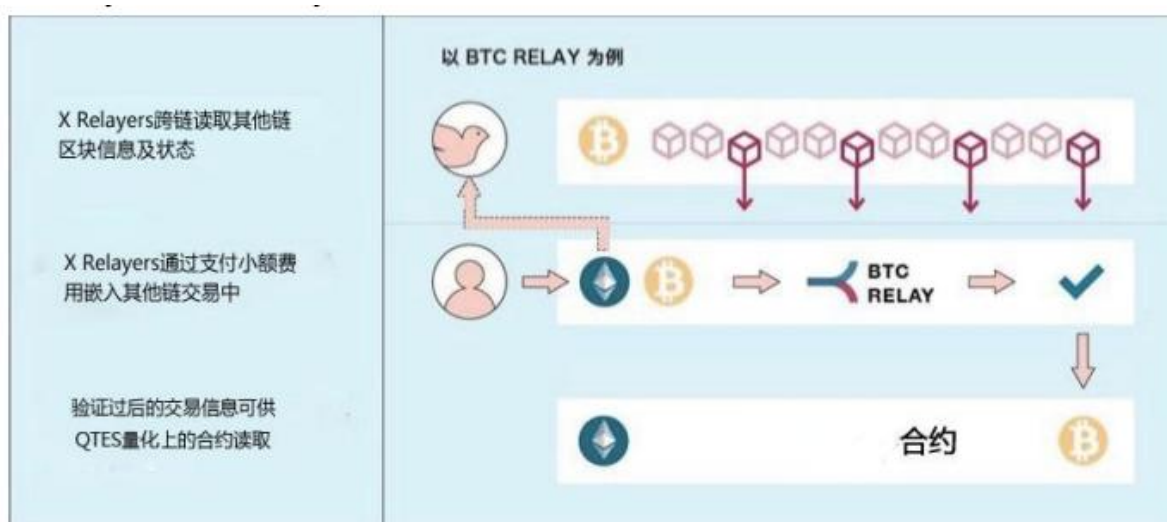 以 BTC RELAY 为例
X Relayers跨链读取其他链
区块信息及状态
X Relayers通过支付小额费
用嵌入其他链交易中
BTC
RELAY
验证过后的交易信息可供
QTES量化上的合约读取
合约